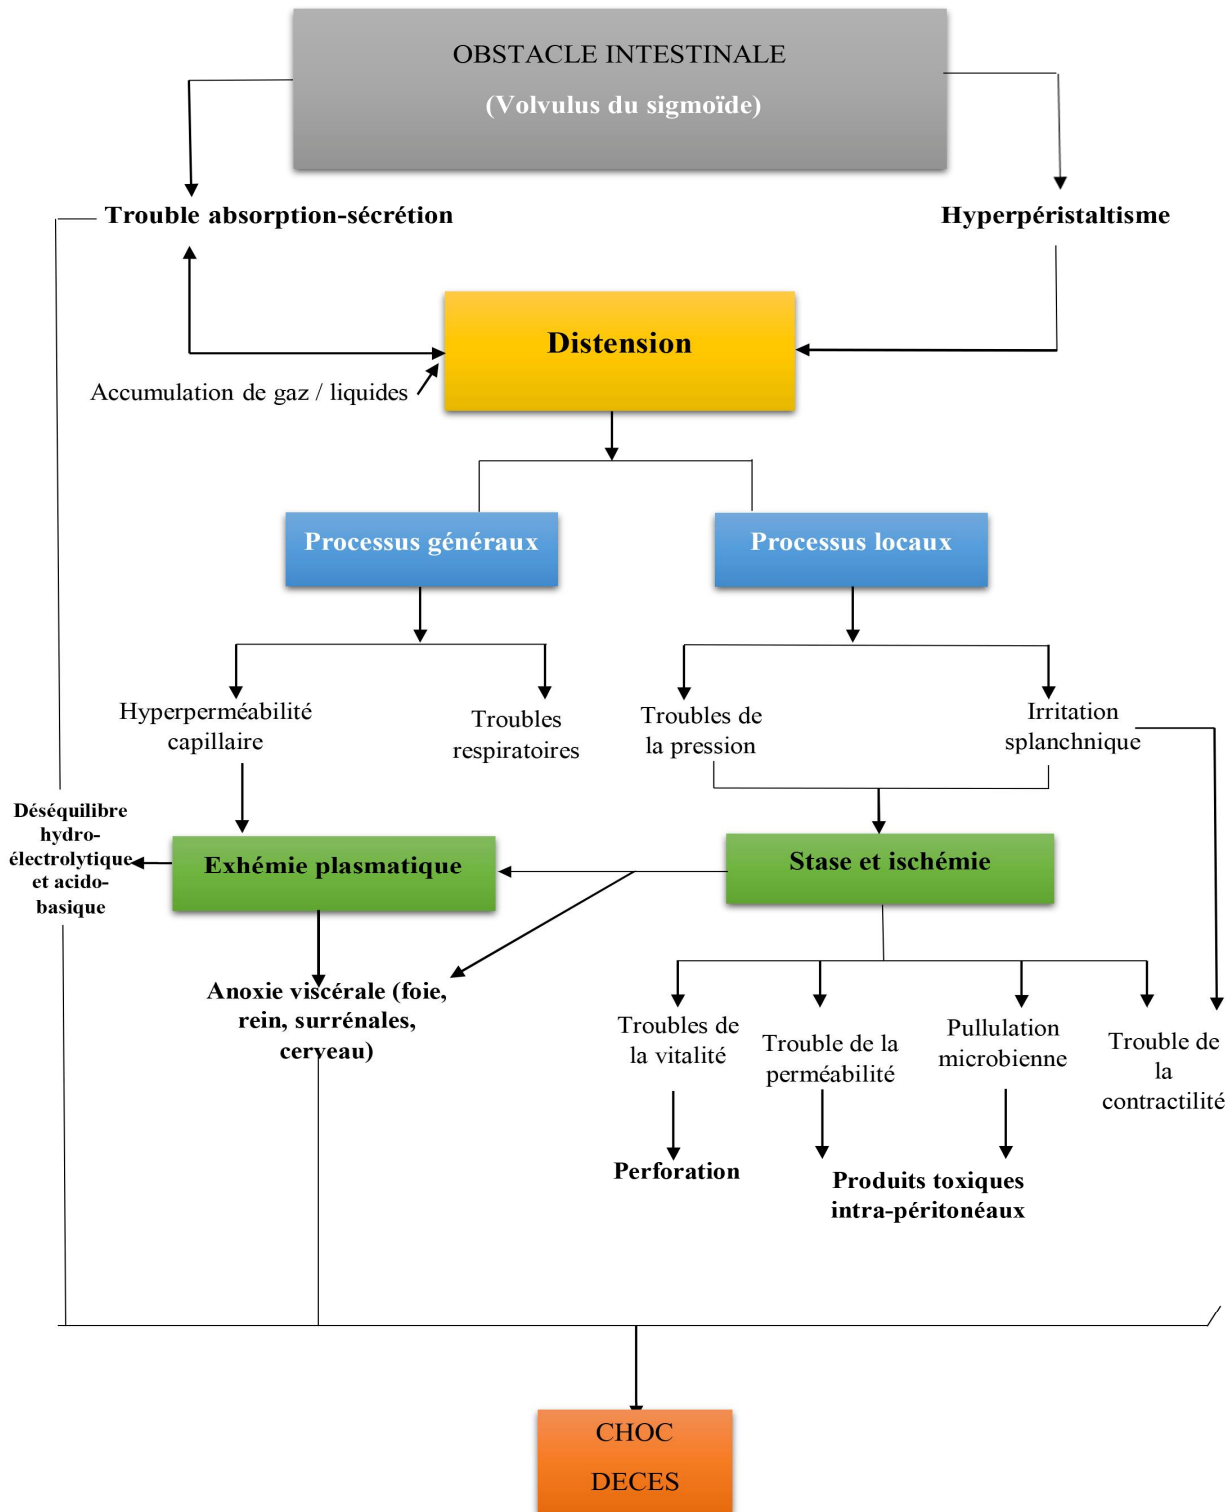 OBSTACLE INTESTINALE
(Volvulus du sigmoïde)
Trouble absorption-sécrétion
Hyperpéristaltisme
Distension
Accumulation de gaz / liquides
Processus généraux
Processus locaux
Hyperperméabilité
capillaire
Troubles
respiratoires
Troubles de
la pression
Irritation
splanchnique
Déséquilibre
hydro-
électrolytique
et acido-
basique
Exhémie plasmatique
Stase et ischémie
Anoxie viscérale (foie,
rein, surrénales,
cerveau)
Troubles de
la vitalité
Trouble de la
perméabilité
Pullulation
microbienne
Trouble de
la
contractilité
Perforation
Produits toxiques
intra-péritonéaux
CHOC
DECES